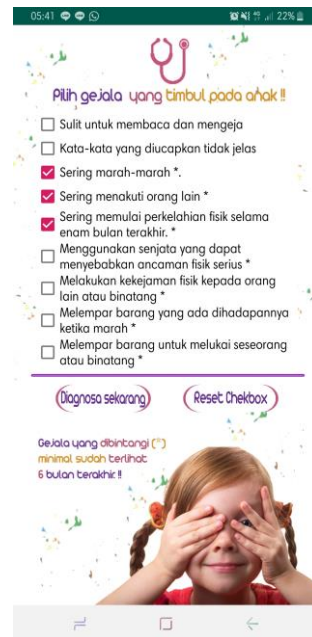 05:41 22%
Pilih gejala yang timbul pada anak !!
Sulit untuk membaca dan mengeja
Kata-kata yang diucapkan tidak jelas
Sering marah-marah *.
Sering menakuti orang lain *
Sering memulai perkelahian fisik selama
enam bulan terakhir. *
Menggunakan senjata yang dapat
menyebabkan ancaman fisik serius *
Melakukan kekejaman fisik kepada orang
lain atau binatang *
Melempar barang yang ada dihadapannya
ketika marah *
Melempar barang untuk melukai seseorang
atau binatang *
(Diagnosa sekarang) (Reset Chekbox)
Gejala yang dibintangi (*)
minimal sudah terlihat
6 bulan terakhir !!